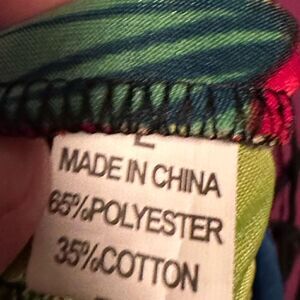 L
MADE IN CHINA
65%POLYESTER
35%COTTON